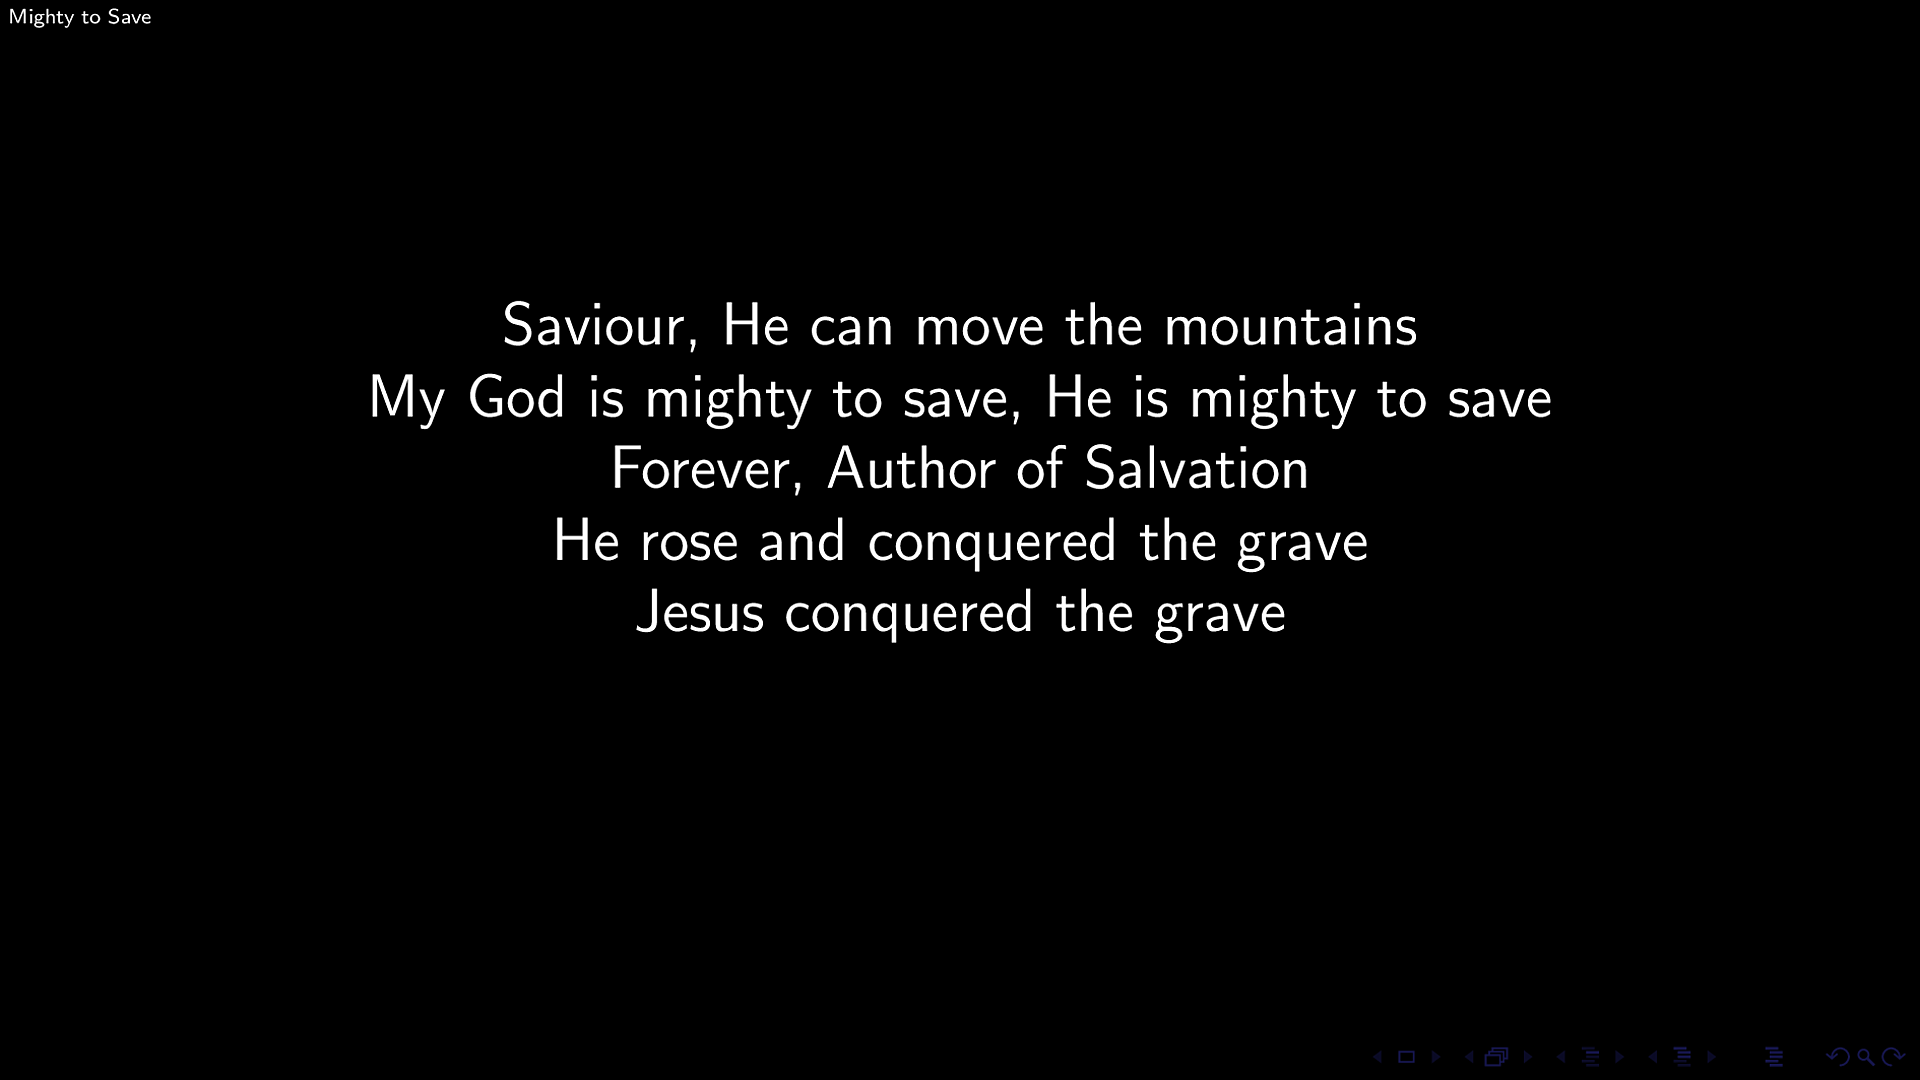 Mighty to Save
Saviour, He can move the mountains
My God is mighty to save, He is mighty to save
Forever, Author of Salvation
He rose and conquered the grave
Jesus conquered the grave